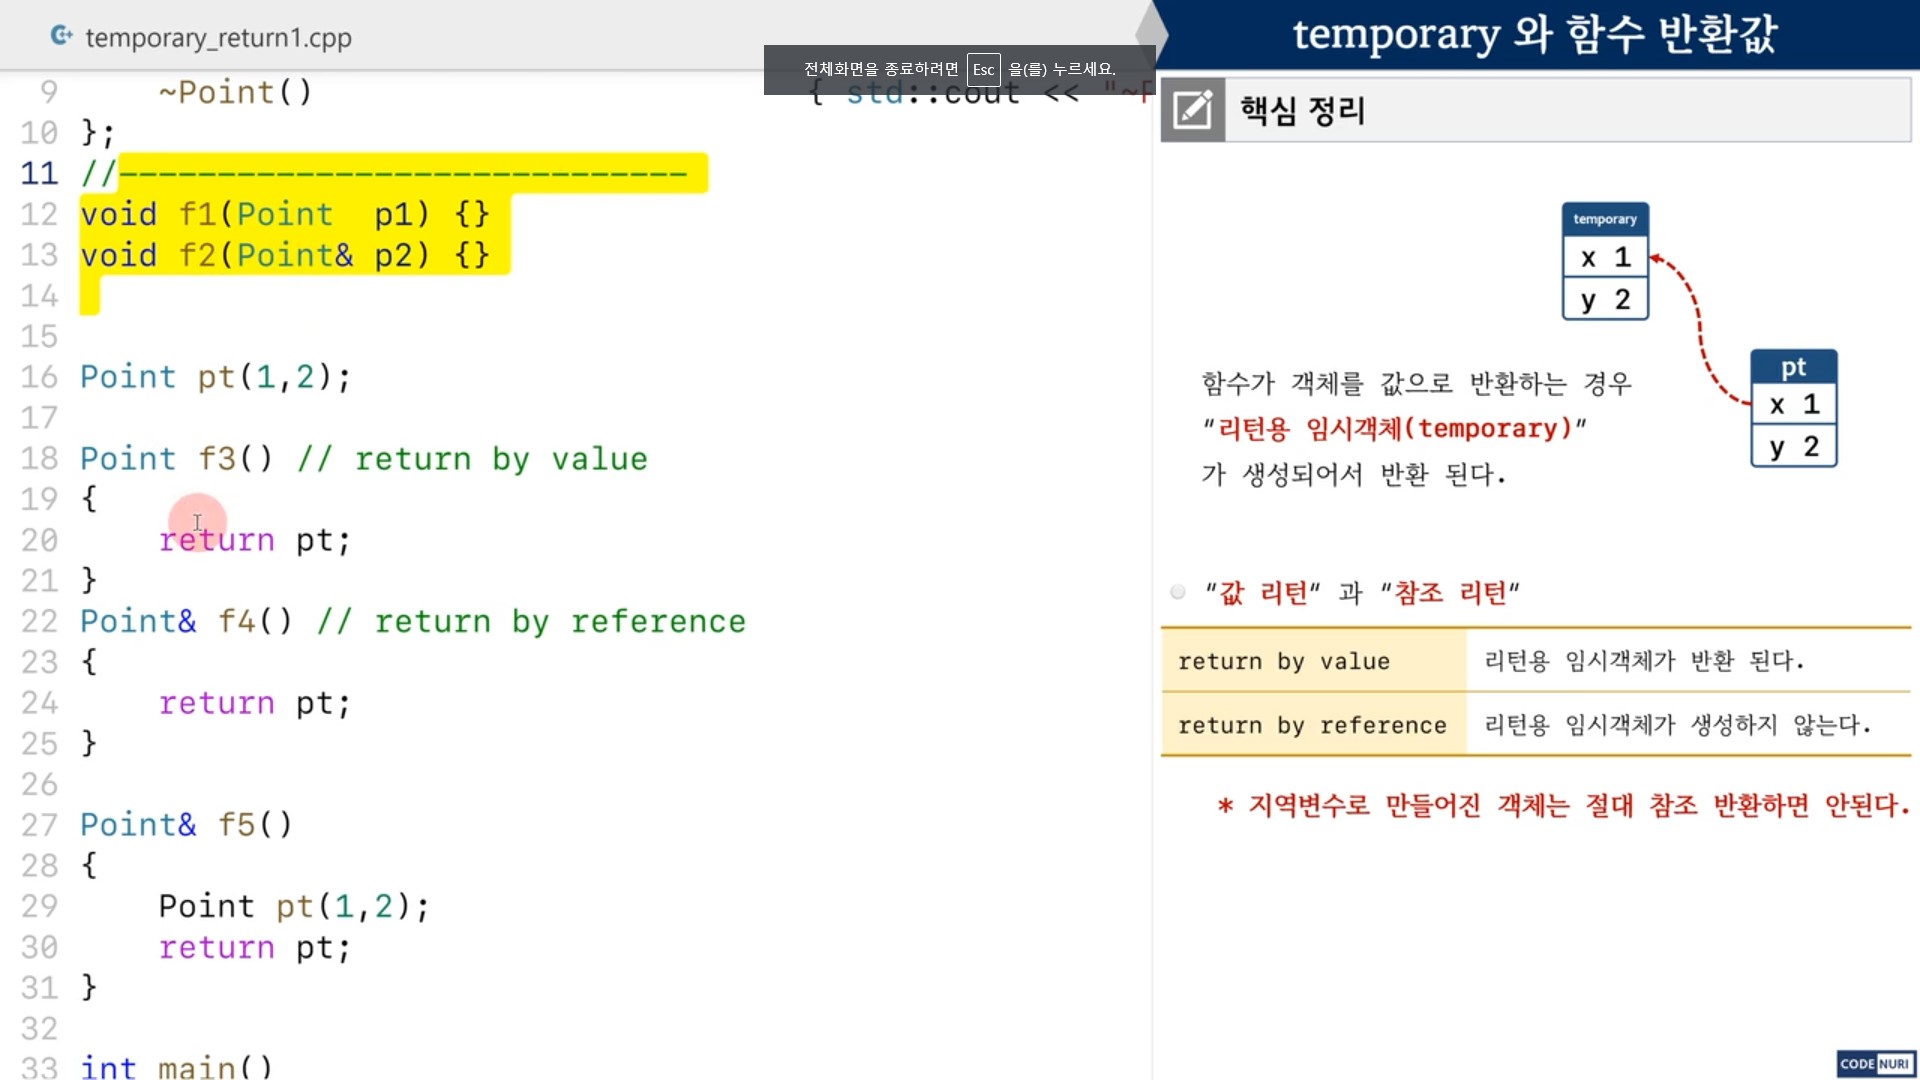 temporary_return1.cpp
temporary 와 함수 반환값
전체화면을 종료하려면 Esc 을(를) 누르세요.
9 ~Point() { std::cout << "~P
10 };
11 //-----------------------------
12 void f1(Point p1) {}
13 void f2(Point& p2) {}
14
15
16 Point pt(1,2);
17
18 Point f3() // return by value
19 {
20 return pt;
21 }
22 Point& f4() // return by reference
23 {
24 return pt;
25 }
26
27 Point& f5()
28 {
29 Point pt(1,2);
30 return pt;
31 }
32
33 int main()
핵심 정리
temporary
x 1
y 2
pt
x 1
y 2
함수가 객체를 값으로 반환하는 경우
"리턴용 임시객체(temporary)"
가 생성되어서 반환 된다.
"값 리턴" 과 "참조 리턴"
return by value 리턴용 임시객체가 반환 된다.
return by reference 리턴용 임시객체가 생성하지 않는다.
* 지역변수로 만들어진 객체는 절대 참조 반환하면 안된다.
CODE NURI